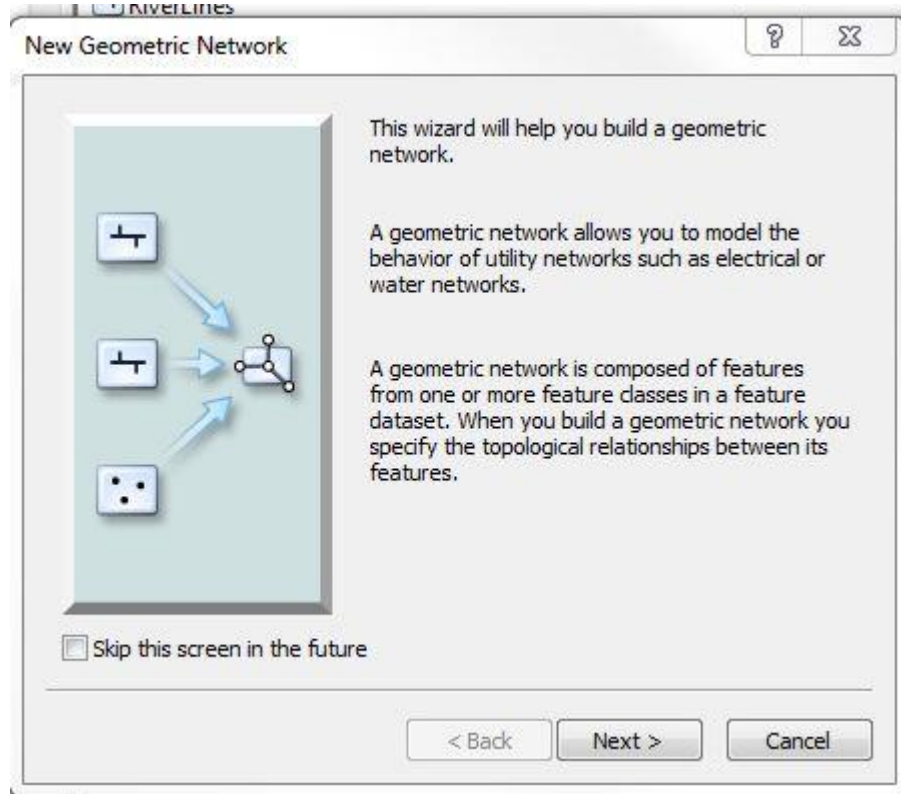 RiverLines
New Geometric Network
This wizard will help you build a geometric
network.
A geometric network allows you to model the
behavior of utility networks such as electrical or
water networks.
A geometric network is composed of features
from one or more feature classes in a feature
dataset. When you build a geometric network you
specify the topological relationships between its
features.
Skip this screen in the future
< Back Next > Cancel